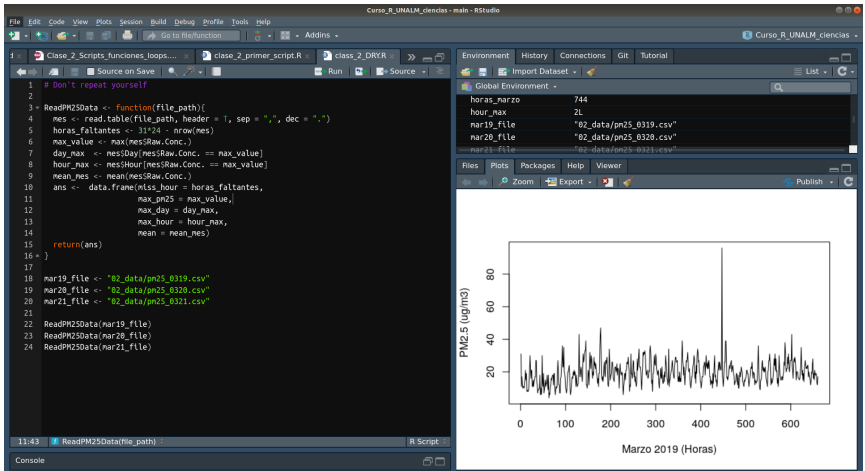 Curso_R_UNALM_ciencias - main - RStudio
File Edit Code View Plots Session Build Debug Profile Tools Help
Go to file/function Addins
Curso_R_UNALM_ciencias
Clase_2_Scripts_funciones_loops.... clase_2_primer_script.R class_2_DRY.R
Source on Save Run Source
1 # Don't repeat yourself
2
3 ReadPM25Data <- function(file_path){
4 mes <- read.table(file_path, header = T, sep = ",", dec = ".")
5 horas_faltantes <- 31*24 - nrow(mes)
6 max_value <- max(mes$Raw.Conc.)
7 day_max <- mes$Day[mes$Raw.Conc. == max_value]
8 hour_max <- mes$Hour[mes$Raw.Conc. == max_value]
9 mean_mes <- mean(mes$Raw.Conc.)
10 ans <- data.frame(miss_hour = horas_faltantes,
11 max_pm25 = max_value,
12 max_day = day_max,
13 max_hour = hour_max,
14 mean = mean_mes)
15 return(ans)
16 }
17
18 mar19_file <- "02_data/pm25_0319.csv"
19 mar20_file <- "02_data/pm25_0320.csv"
20 mar21_file <- "02_data/pm25_0321.csv"
21
22 ReadPM25Data(mar19_file)
23 ReadPM25Data(mar20_file)
24 ReadPM25Data(mar21_file)
11:43 ReadPM25Data(file_path) R Script
Console
Environment History Connections Git Tutorial
Import Dataset List
Global Environment
horas_marzo 744
hour_max 2L
mar19_file "02_data/pm25_0319.csv"
mar20_file "02_data/pm25_0320.csv"
mar21_file "02_data/pm25_0321.csv"
Files Plots Packages Help Viewer
Zoom Export Publish
PM2.5 (ug/m3)
80
60
40
20
0 100 200 300 400 500 600
Marzo 2019 (Horas)